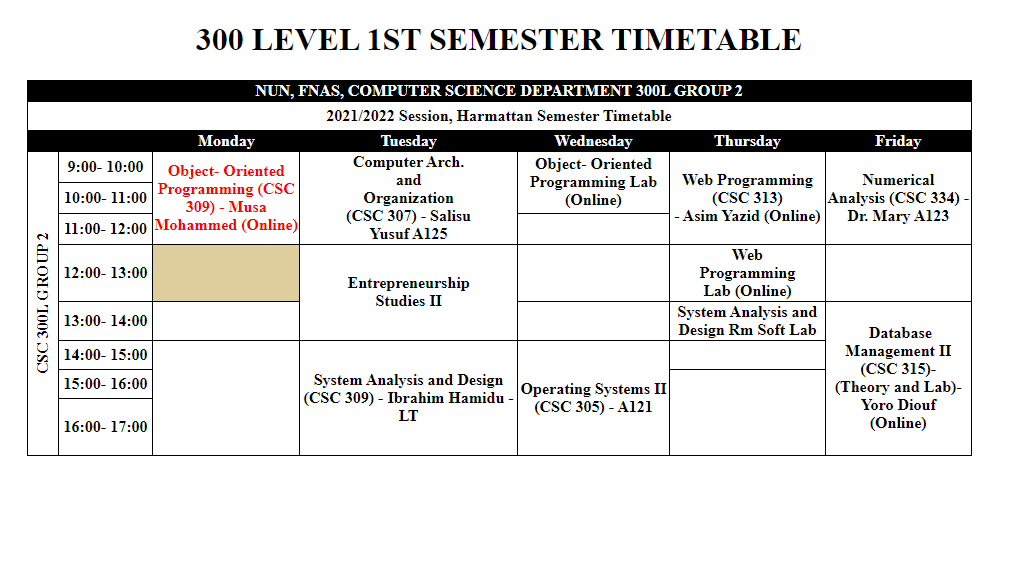 300 LEVEL 1ST SEMESTER TIMETABLE
NUN, FNAS, COMPUTER SCIENCE DEPARTMENT 300L GROUP 2
2021/2022 Session, Harmattan Semester Timetable
Monday
Tuesday
Wednesday
Thursday
Friday
CSC 300L GROUP 2
9:00- 10:00
Object- Oriented
Programming (CSC
309) - Musa
Mohammed (Online)
Computer Arch.
and
Organization
(CSC 307) - Salisu
Yusuf A125
Object- Oriented
Programming Lab
(Online)
Web Programming
(CSC 313)
- Asim Yazid (Online)
Numerical
Analysis (CSC 334) -
Dr. Mary A123
10:00- 11:00
11:00- 12:00
12:00- 13:00
Entrepreneurship
Studies II
Web
Programming
Lab (Online)
13:00- 14:00
System Analysis and
Design Rm Soft Lab
Database
Management II
(CSC 315)-
(Theory and Lab)-
Yoro Diouf
(Online)
14:00- 15:00
System Analysis and Design
(CSC 309) - Ibrahim Hamidu -
LT
Operating Systems II
(CSC 305) - A121
15:00- 16:00
16:00- 17:00